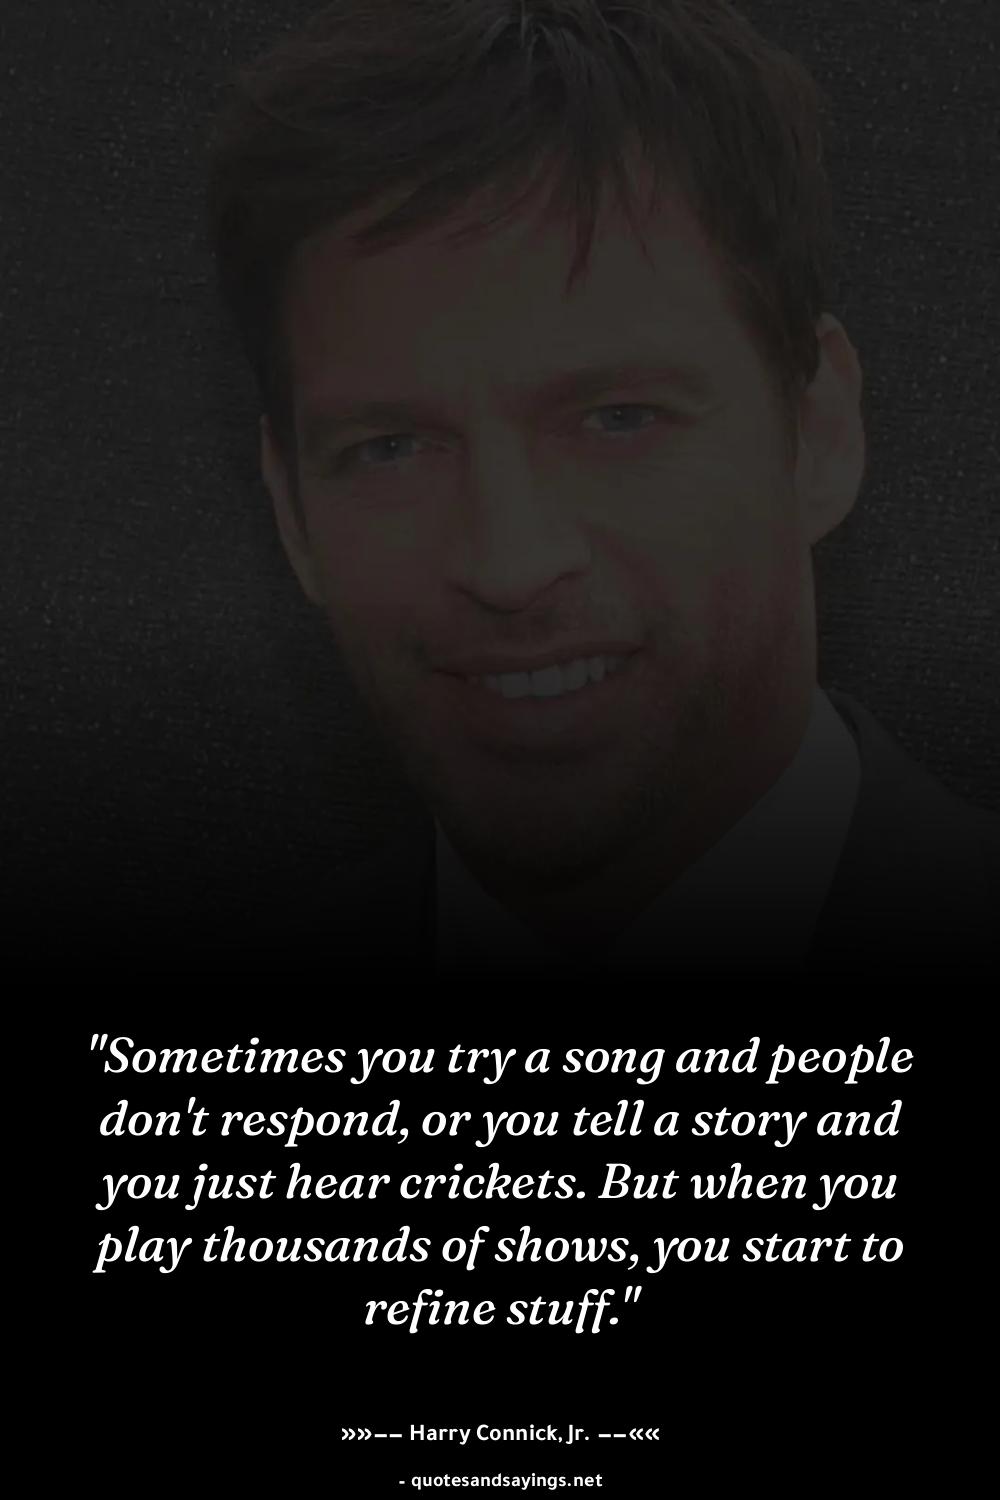 "Sometimes you try a song and people
don't respond, or you tell a story and
you just hear crickets. But when you
play thousands of shows, you start to
refine stuff."
»»−− Harry Connick, Jr. −−««
- quotesandsayings.net